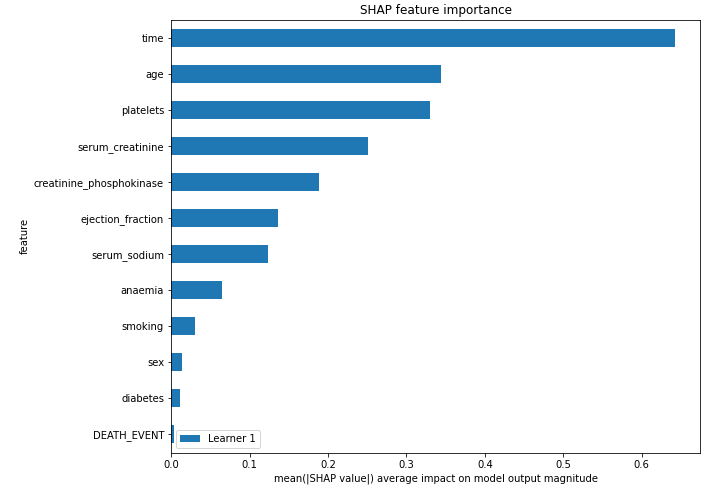 SHAP feature importance
time
age
platelets
serum_creatinine
creatinine_phosphokinase
ejection_fraction
serum_sodium
anaemia
smoking
sex
diabetes
DEATH_EVENT
feature
Learner 1
0.0 0.1 0.2 0.3 0.4 0.5 0.6
mean(|SHAP value|) average impact on model output magnitude